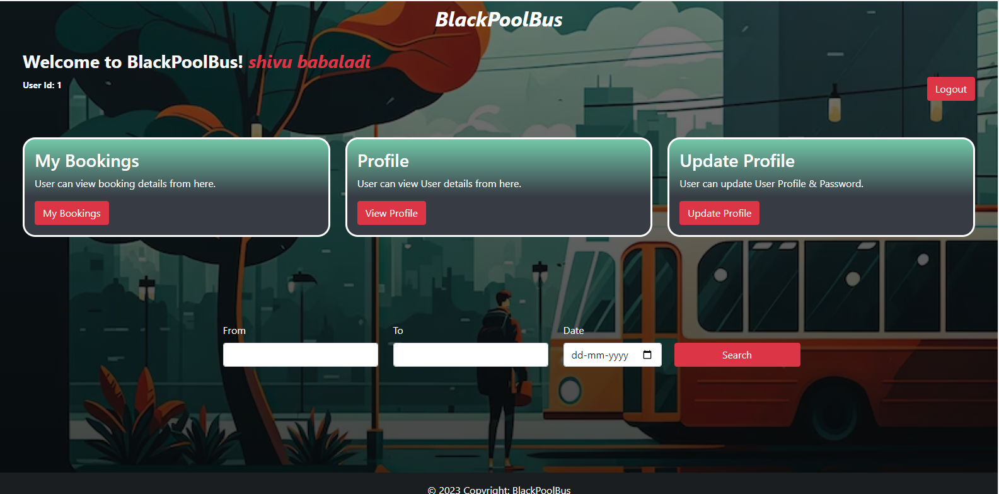 BlackPoolBus
Welcome to BlackPoolBus! shivu babaladi
User Id: 1
Logout
My Bookings
User can view booking details from here.
My Bookings
Profile
User can view User details from here.
View Profile
Update Profile
User can update User Profile & Password.
Update Profile
From
To
Date
dd-mm-yyyy
Search
© 2023 Copyright: BlackPoolBus